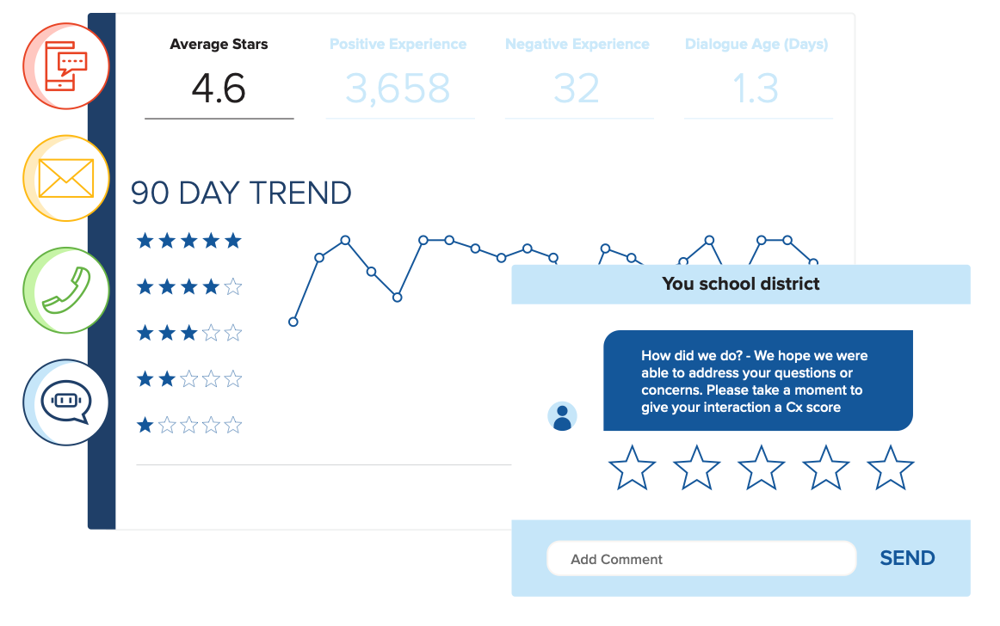 Average Stars
Positive Experience
Negative Experience
Dialogue Age (Days)
4.6
3,658
32
1.3
90 DAY TREND
You school district
How did we do? - We hope we were
able to address your questions or
concerns. Please take a moment to
give your interaction a Cx score
Add Comment
SEND